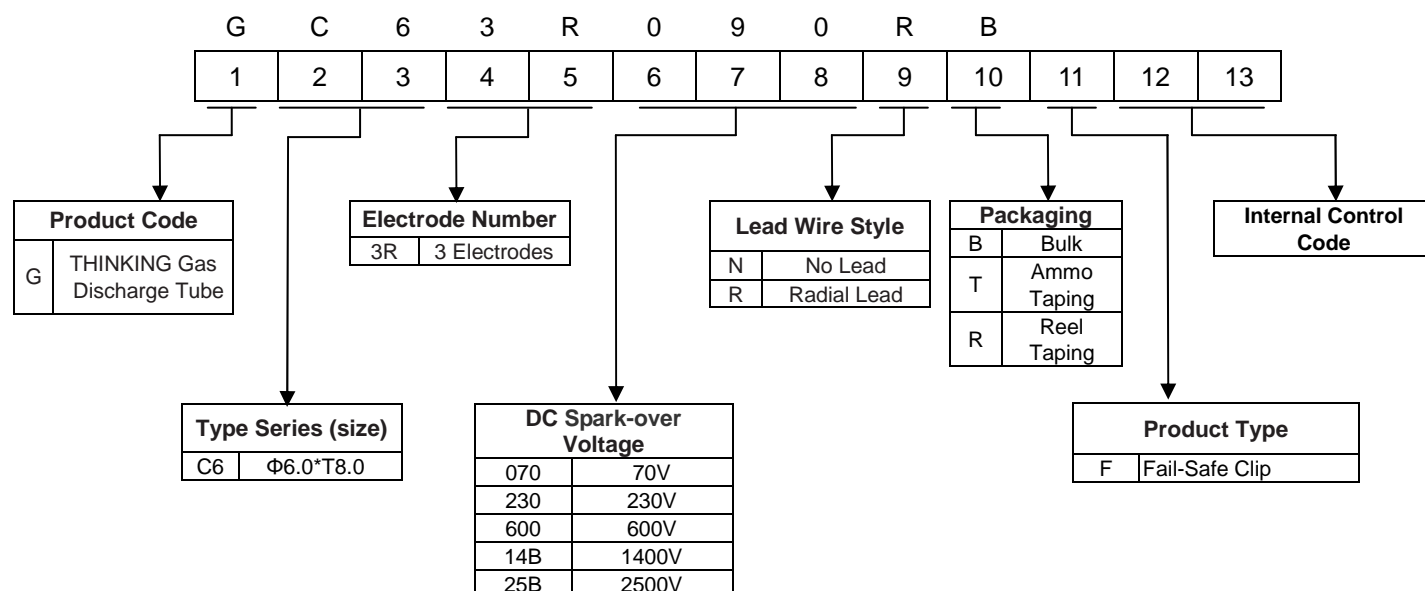 G C 6 3 R 0 9 0 R B
1 2 3 4 5 6 7 8 9 10 11 12 13
Product Code
G THINKING Gas
Discharge Tube
Electrode Number
3R 3 Electrodes
Lead Wire Style
N No Lead
R Radial Lead
Packaging
B Bulk
T Ammo
Taping
R Reel
Taping
Internal Control
Code
Type Series (size)
C6 Φ6.0*T8.0
DC Spark-over
Voltage
070 70V
230 230V
600 600V
14B 1400V
25B 2500V
Product Type
F Fail-Safe Clip